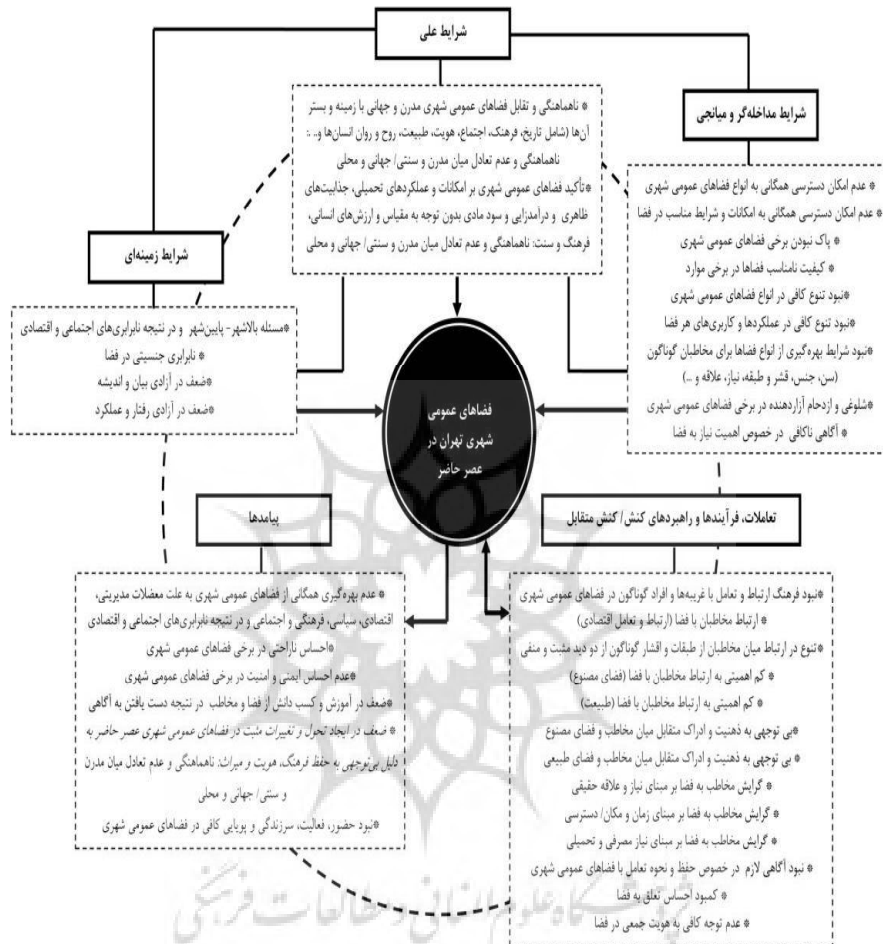 شرایط علی
* ناهماهنگی و تقابل فضاهای عمومی شهری مدرن و جهانی با زمینه و بستر
آن‌ها (شامل تاریخ، فرهنگ، اجتماع، هویت، طبیعت، روح و روان انسان‌ها و.. .:
ناهماهنگی و عدم تعادل میان مدرن و سنتی/ جهانی و محلی
*تأکید فضاهای عمومی شهری بر امکانات و عملکردهای تحمیلی، جذابیت‌های
ظاهری و درآمدزایی و سود مادی بدون توجه به مقیاس و ارزش‌های انسانی،
فرهنگ و سنت: ناهماهنگی و عدم تعادل میان مدرن و سنتی/ جهانی و محلی
شرایط مداخله‌گر و میانجی
* عدم امکان دسترسی همگانی به انواع فضاهای عمومی شهری
*عدم امکان دسترسی همگانی به امکانات و شرایط مناسب در فضا
* پاک نبودن برخی فضاهای عمومی شهری
* کیفیت نامناسب فضاها در برخی موارد
*نبود تنوع کافی در انواع فضاهای عمومی شهری
*نبود تنوع کافی در عملکردها و کاربری‌های هر فضا
*نبود شرایط بهره‌گیری از انواع فضاها برای مخاطبان گوناگون
(سن، جنس، قشر و طبقه، نیاز، علاقه و ...)
*شلوغی و ازدحام آزاردهنده در برخی فضاهای عمومی شهری
* آگاهی ناکافی در خصوص اهمیت نیاز به فضا
شرایط زمینه‌ای
*مسئله بالاشهر- پایین‌شهر و در نتیجه نابرابری‌های اجتماعی و اقتصادی
* نابرابری جنسیتی در فضا
*ضعف در آزادی بیان و اندیشه
*ضعف در آزادی رفتار و عملکرد
فضاهای عمومی
شهری تهران در
عصر حاضر
تعاملات، فرآیندها و راهبردهای کنش/ کنش متقابل
*نبود فرهنگ ارتباط و تعامل با غریبه‌ها و افراد گوناگون در فضاهای عمومی شهری
* ارتباط مخاطبان با فضا (ارتباط و تعامل اقتصادی)
*تنوع در ارتباط میان مخاطبان از طبقات و اقشار گوناگون از دو دید مثبت و منفی
* کم اهمیتی به ارتباط مخاطبان با فضا (فضای مصنوع)
* کم اهمیتی به ارتباط مخاطبان با فضا (طبیعت)
*بی توجهی به ذهنیت و ادراک متقابل میان مخاطب و فضای مصنوع
* بی توجهی به ذهنیت و ادراک متقابل میان مخاطب و فضای طبیعی
* گرایش مخاطب به فضا بر مبنای نیاز و علاقه حقیقی
* گرایش مخاطب به فضا بر مبنای زمان و مکان/ دسترسی
* گرایش مخاطب به فضا بر مبنای نیاز مصرفی و تحمیلی
* نبود آگاهی لازم در خصوص حفظ و نحوه تعامل با فضاهای عمومی شهری
* کمبود احساس تعلق به فضا
* عدم توجه کافی به هویت جمعی در فضا
پیامدها
* عدم بهره‌گیری همگانی از فضاهای عمومی شهری به علت معضلات مدیریتی،
اقتصادی، سیاسی، فرهنگی و اجتماعی و در نتیجه نابرابری‌های اجتماعی و اقتصادی
*احساس ناراحتی در برخی فضاهای عمومی شهری
*عدم احساس ایمنی و امنیت در برخی فضاهای عمومی شهری
*ضعف در آموزش و کسب دانش از فضا و مخاطب در نتیجه دست یافتن به آگاهی
* ضعف در ایجاد تحول و تغییرات مثبت در فضاهای عمومی شهری عصر حاضر به
دلیل بی‌توجهی به حفظ فرهنگ، هویت و میراث: ناهماهنگی و عدم تعادل میان مدرن
و سنتی/ جهانی و محلی
*نبود حضور، فعالیت، سرزندگی و پویایی کافی در فضاهای عمومی شهری
پژوهشگاه علوم انسانی و مطالعات فرهنگی